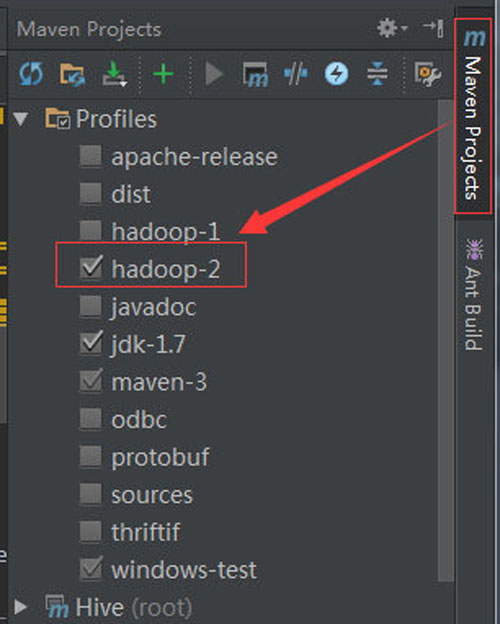 Maven Projects
Profiles
apache-release
dist
hadoop-1
hadoop-2
javadoc
jdk-1.7
maven-3
odbc
protobuf
sources
thriftif
windows-test
Hive (root)
m Maven Projects
Ant Build